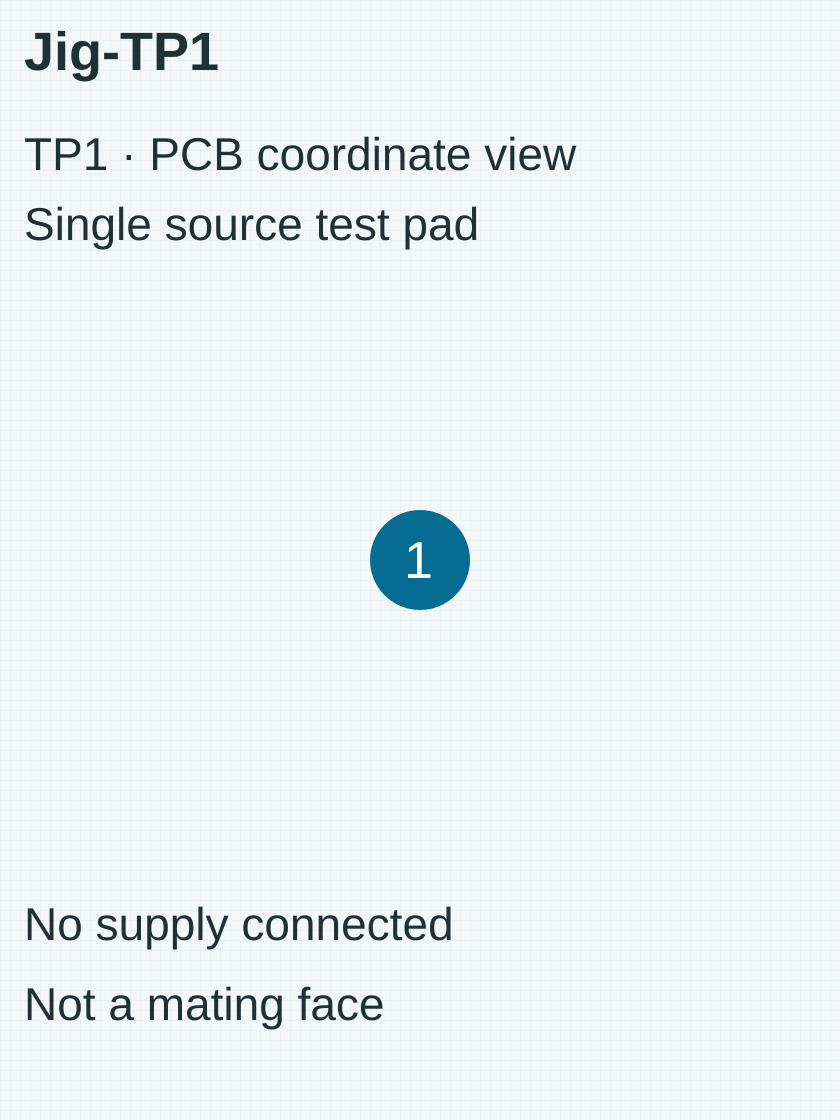 Jig-TP1
TP1 · PCB coordinate view
Single source test pad
1
No supply connected
Not a mating face